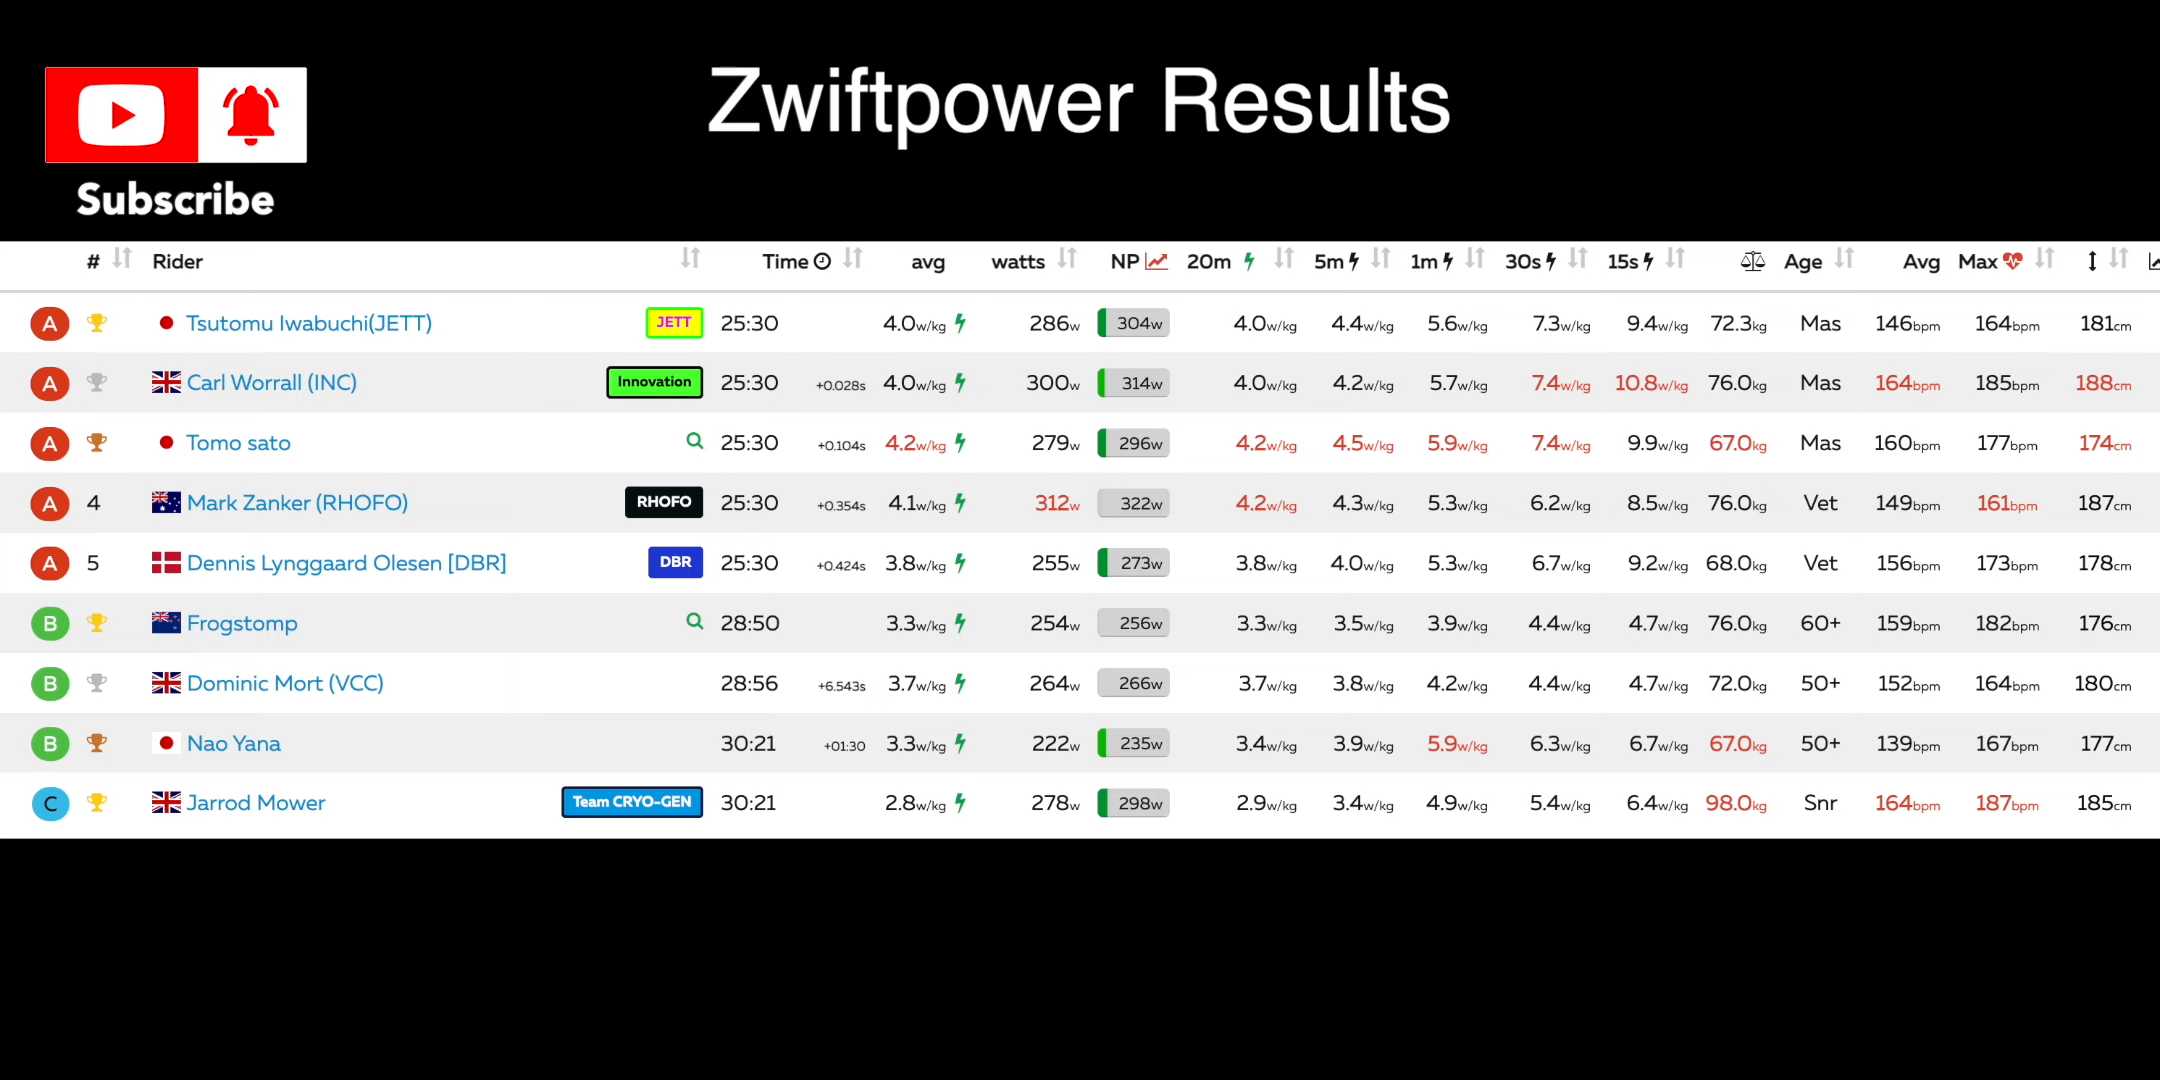 Zwiftpower Results
Subscribe
# Rider Time avg watts NP 20m 5m 1m 30s 15s Age Avg Max
A Tsutomu Iwabuchi(JETT) JETT 25:30 4.0w/kg 286w 304w 4.0w/kg 4.4w/kg 5.6w/kg 7.3w/kg 9.4w/kg 72.3kg Mas 146bpm 164bpm 181cm
A Carl Worrall (INC) Innovation 25:30 +0.028s 4.0w/kg 300w 314w 4.0w/kg 4.2w/kg 5.7w/kg 7.4w/kg 10.8w/kg 76.0kg Mas 164bpm 185bpm 188cm
A Tomo sato 25:30 +0.104s 4.2w/kg 279w 296w 4.2w/kg 4.5w/kg 5.9w/kg 7.4w/kg 9.9w/kg 67.0kg Mas 160bpm 177bpm 174cm
A 4 Mark Zanker (RHOFO) RHOFO 25:30 +0.354s 4.1w/kg 312w 322w 4.2w/kg 4.3w/kg 5.3w/kg 6.2w/kg 8.5w/kg 76.0kg Vet 149bpm 161bpm 187cm
A 5 Dennis Lynggaard Olesen [DBR] DBR 25:30 +0.424s 3.8w/kg 255w 273w 3.8w/kg 4.0w/kg 5.3w/kg 6.7w/kg 9.2w/kg 68.0kg Vet 156bpm 173bpm 178cm
B Frogstomp 28:50 3.3w/kg 254w 256w 3.3w/kg 3.5w/kg 3.9w/kg 4.4w/kg 4.7w/kg 76.0kg 60+ 159bpm 182bpm 176cm
B Dominic Mort (VCC) 28:56 +6.543s 3.7w/kg 264w 266w 3.7w/kg 3.8w/kg 4.2w/kg 4.4w/kg 4.7w/kg 72.0kg 50+ 152bpm 164bpm 180cm
B Nao Yana 30:21 +01:30 3.3w/kg 222w 235w 3.4w/kg 3.9w/kg 5.9w/kg 6.3w/kg 6.7w/kg 67.0kg 50+ 139bpm 167bpm 177cm
C Jarrod Mower Team CRYO-GEN 30:21 2.8w/kg 278w 298w 2.9w/kg 3.4w/kg 4.9w/kg 5.4w/kg 6.4w/kg 98.0kg Snr 164bpm 187bpm 185cm